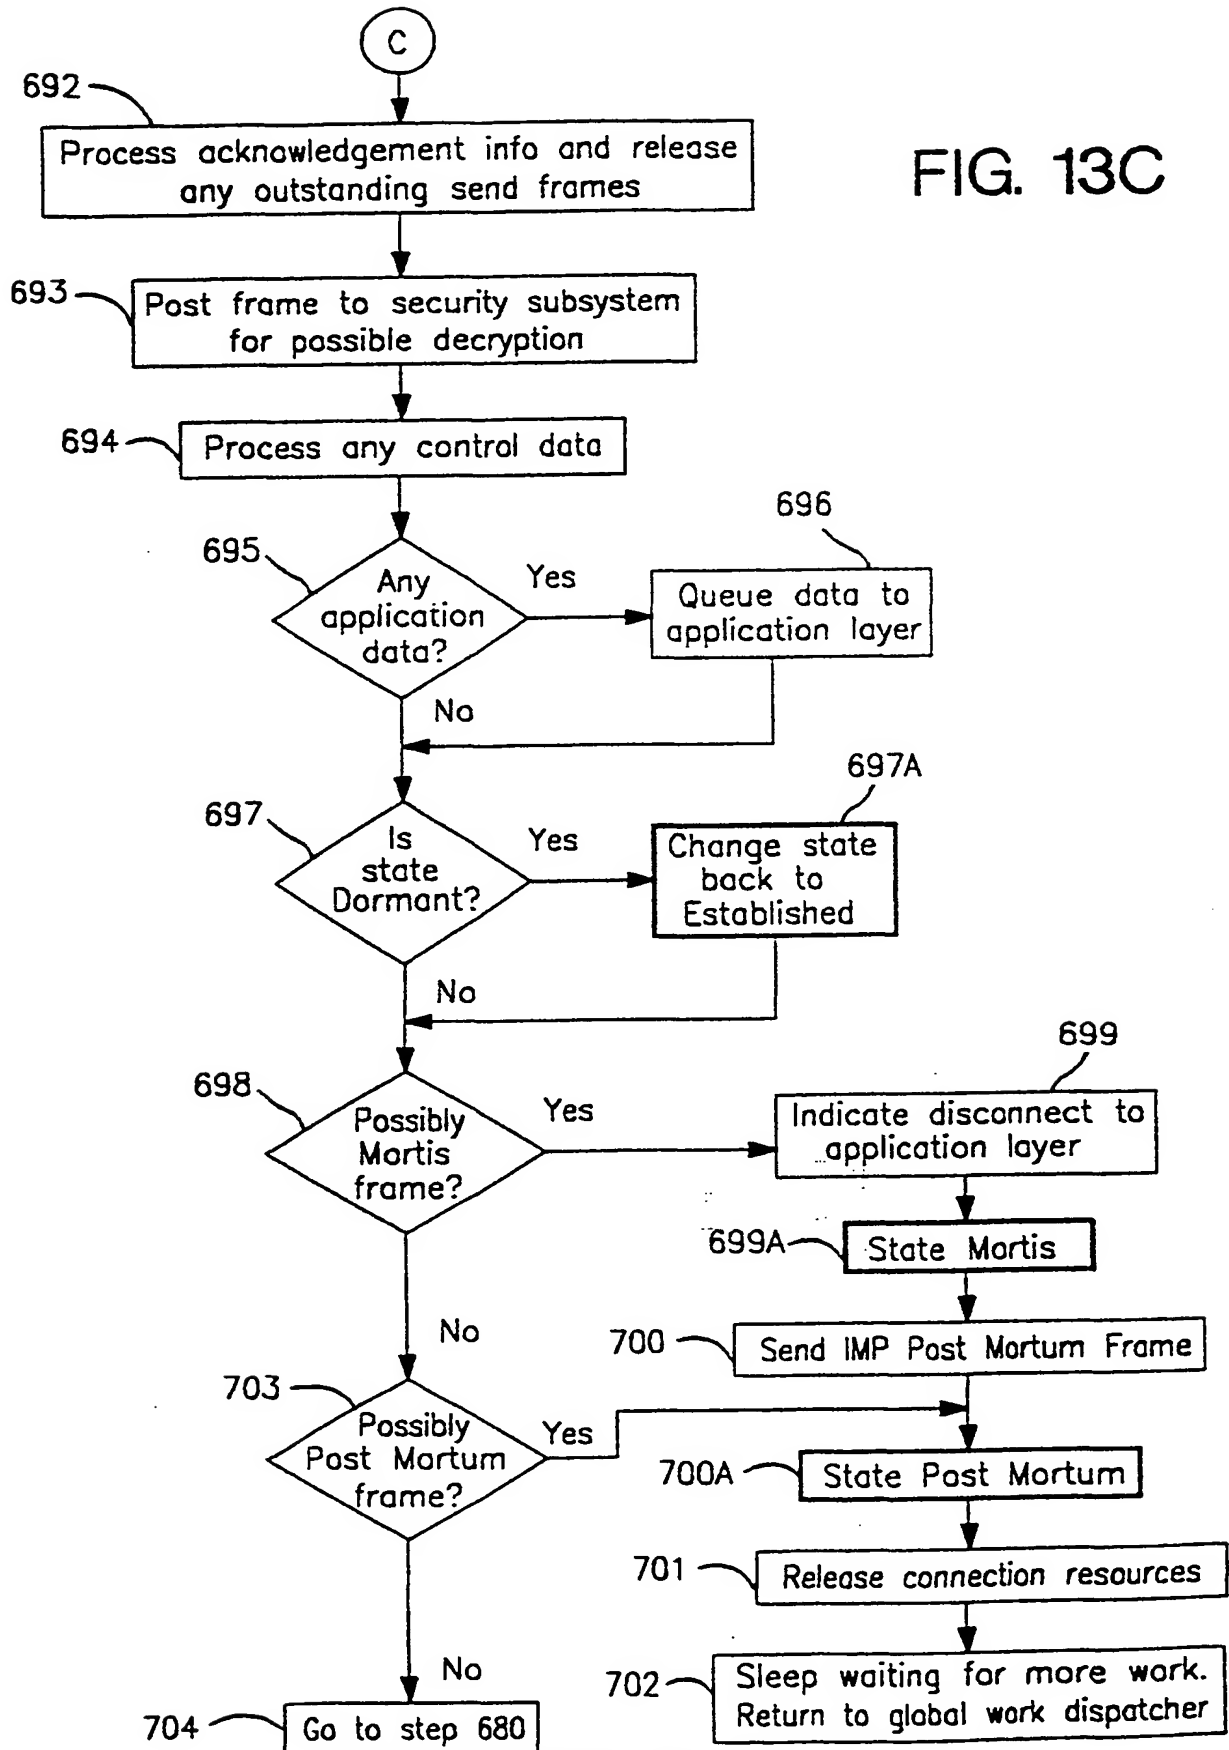 C
692
Process acknowledgement info and release
any outstanding send frames
FIG. 13C
693
Post frame to security subsystem
for possible decryption
694
Process any control data
695
Any
application
data?
Yes
696
Queue data to
application layer
No
697
Is
state
Dormant?
Yes
697A
Change state
back to
Established
No
698
Possibly
Mortis
frame?
Yes
699
Indicate disconnect to
application layer
699A
State Mortis
No
700
Send IMP Post Mortum Frame
703
Possibly
Post Mortum
frame?
Yes
700A
State Post Mortum
701
Release connection resources
No
702
Sleep waiting for more work.
Return to global work dispatcher
704
Go to step 680